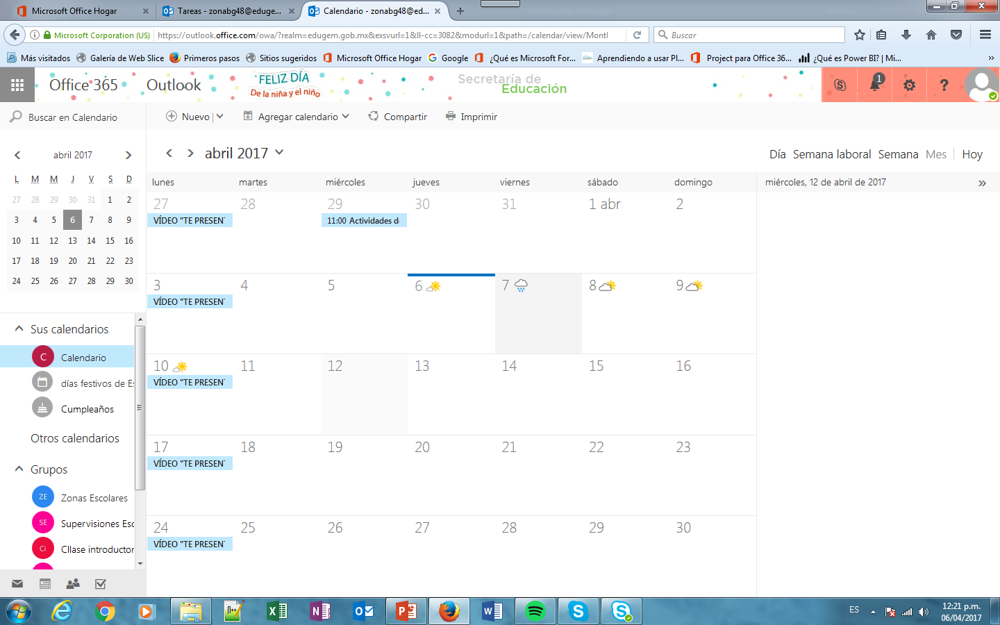 Microsoft Office Hogar
Tareas - zonabg48@eduge...
Calendario - zonabg48@ed...
Microsoft Corporation (US)
https://outlook.office.com/owa/?realm=edugem.gob.mx&exsvurl=1&ll-cc=3082&modurl=1&path=/calendar/view/Month
Buscar
Más visitados
Galería de Web Slice
Primeros pasos
Sitios sugeridos
Microsoft Office Hogar
Google
¿Qué es Microsoft For...
Aprendiendo a usar Pl...
Project para Office 36...
¿Qué es Power BI? | Mi...
Office 365
Outlook
FELIZ DÍA
De la niña y el niño
Secretaría de
Educación
1
?
Buscar en Calendario
Nuevo
Agregar calendario
Compartir
Imprimir
abril 2017
L M M J V S D
27 28 29 30 31 1 2
3 4 5 6 7 8 9
10 11 12 13 14 15 16
17 18 19 20 21 22 23
24 25 26 27 28 29 30
Sus calendarios
C Calendario
días festivos de Es
Cumpleaños
Otros calendarios
Grupos
ZE Zonas Escolares
SE Supervisiones Esc
Ci Cllase introductor
abril 2017
Día Semana laboral Semana Mes Hoy
lunes martes miércoles jueves viernes sábado domingo
miércoles, 12 de abril de 2017
27 28 29 30 31 1 abr 2
VÍDEO "TE PRESENT
11:00 Actividades de
3 4 5 6 7 8 9
VÍDEO "TE PRESENT
10 11 12 13 14 15 16
VÍDEO "TE PRESENT
17 18 19 20 21 22 23
VÍDEO "TE PRESENT
24 25 26 27 28 29 30
VÍDEO "TE PRESENT
ES
12:21 p.m.
06/04/2017